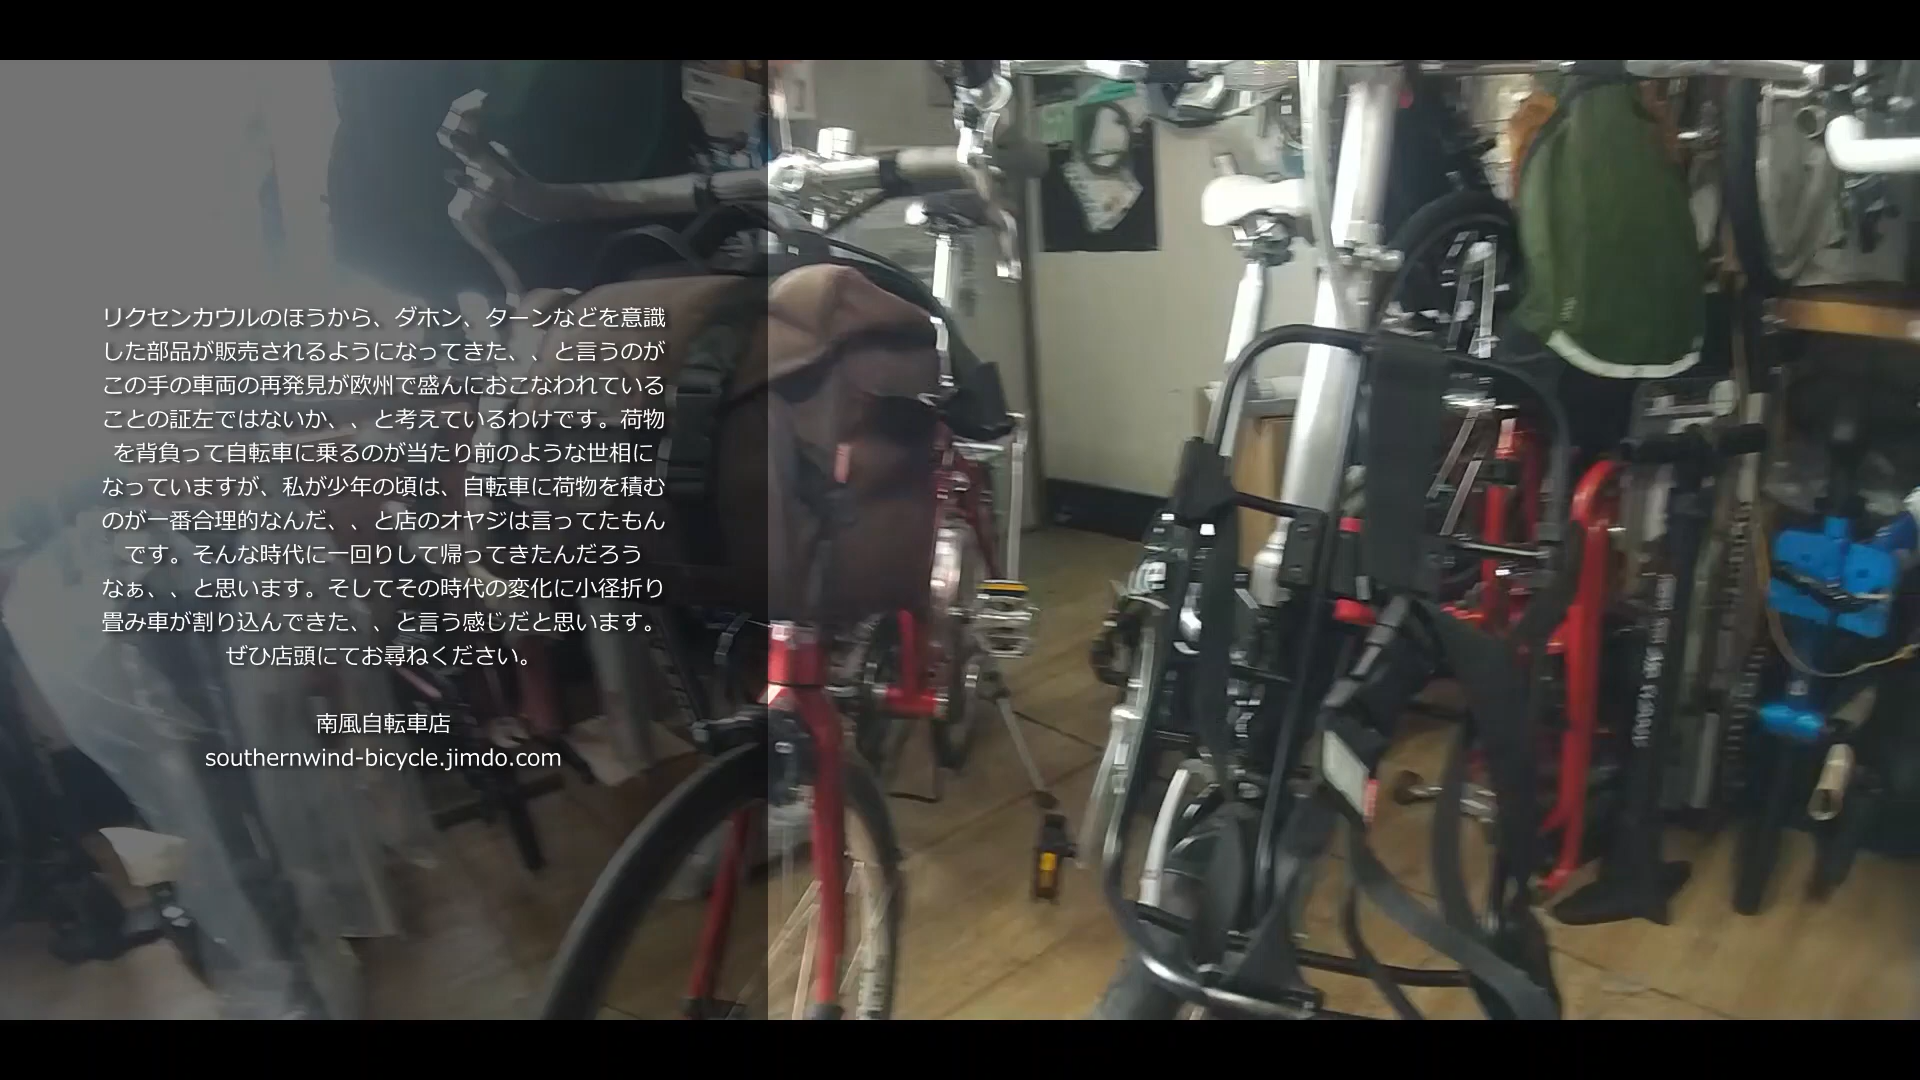 リクセンカウルのほうから、ダホン、ターンなどを意識
した部品が販売されるようになってきた、、と言うのが
この手の車両の再発見が欧州で盛んにおこなわれている
ことの証左ではないか、、と考えているわけです。荷物
を背負って自転車に乗るのが当たり前のような世相に
なっていますが、私が少年の頃は、自転車に荷物を積む
のが一番合理的なんだ、、と店のオヤジは言ってたもん
です。そんな時代に一回りして帰ってきたんだろう
なぁ、、と思います。そしてその時代の変化に小径折り
畳み車が割り込んできた、、と言う感じだと思います。
ぜひ店頭にてお尋ねください。
南風自転車店
southernwind-bicycle.jimdo.com